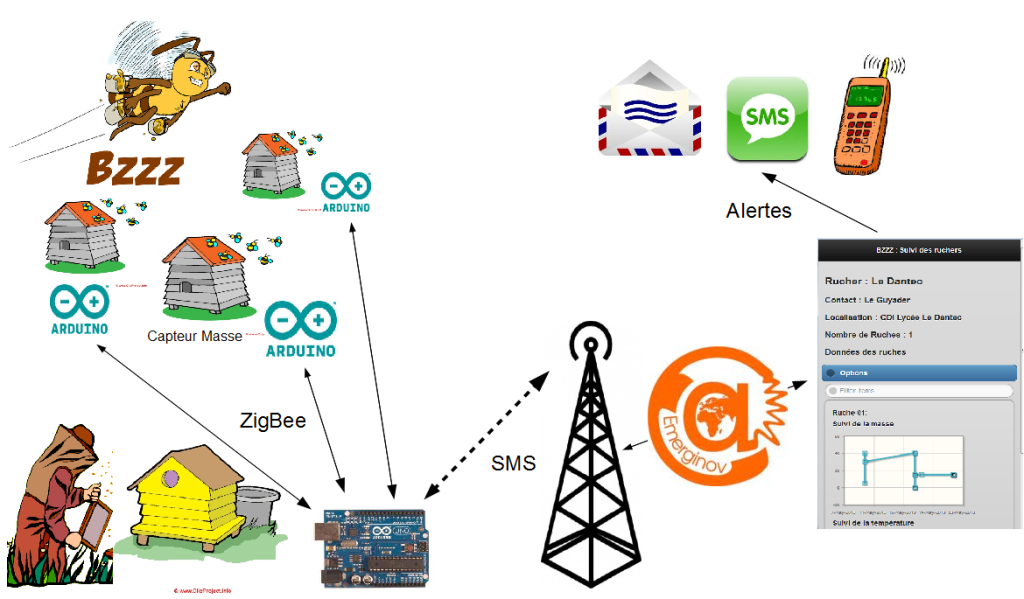 Bzzz
ARDUINO
ARDUINO
ARDUINO
Capteur Masse
ZigBee
SMS
Emerginov
SMS
Alertes
BZZZ : Suivi des ruchers
Rucher : Le Dantec
Contact : Le Guyader
Localisation : CDI Lycée Le Dantec
Nombre de Ruches : 1
Données des ruches
Options
Filter items
Ruche 01:
Suivi de la masse
Suivi de la température